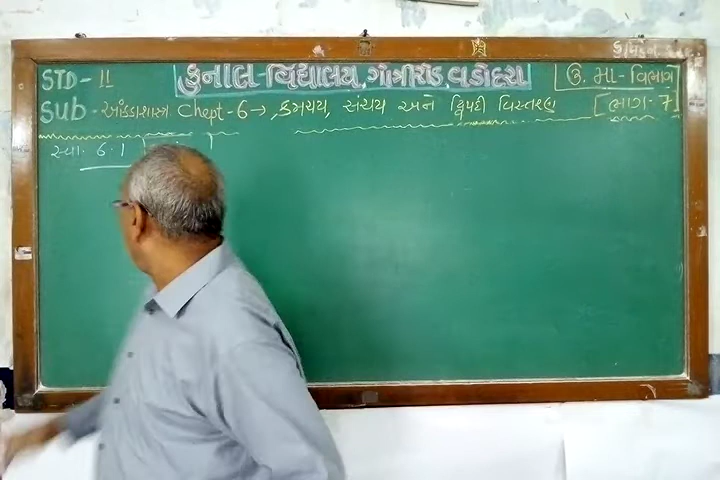 STD - 11 કુનાલ-વિદ્યાલય, ગોત્રીરોડ, વડોદરા ઉ. મા - વિભાગ
SUB - આંકડાશાસ્ત્ર Chept - 6 → ક્રમચય, સંચય અને દ્વિપદી વિસ્તરણ [ભાગ - 7]
સ્વા. 6.1